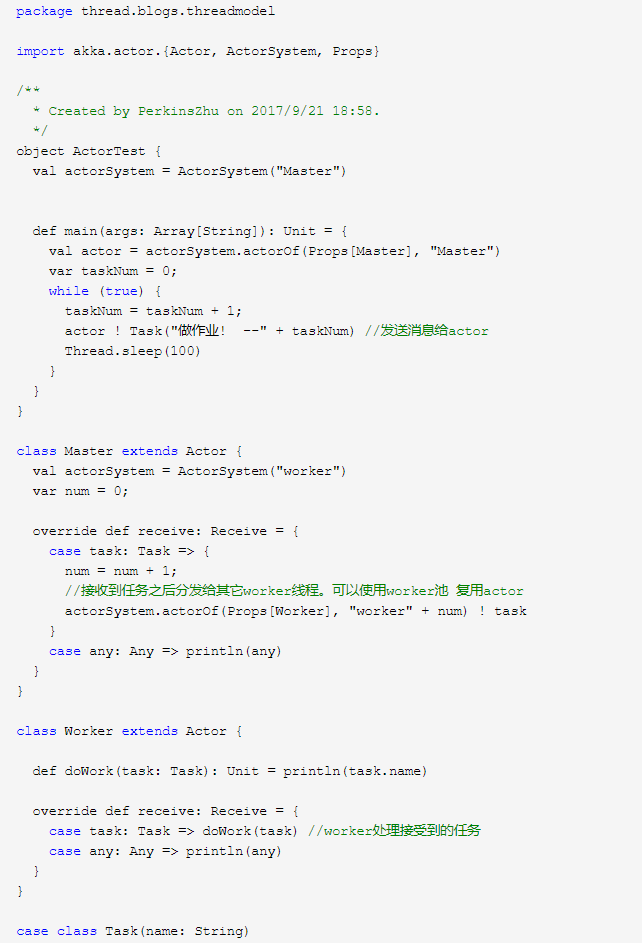 package thread.blogs.threadmodel
import akka.actor.{Actor, ActorSystem, Props}
/**
* Created by PerkinsZhu on 2017/9/21 18:58.
*/
object ActorTest {
val actorSystem = ActorSystem("Master")
def main(args: Array[String]): Unit = {
val actor = actorSystem.actorOf(Props[Master], "Master")
var taskNum = 0;
while (true) {
taskNum = taskNum + 1;
actor ! Task("做作业!  --" + taskNum) //发送消息给actor
Thread.sleep(100)
}
}
}
class Master extends Actor {
val actorSystem = ActorSystem("worker")
var num = 0;
override def receive: Receive = {
case task: Task => {
num = num + 1;
//接收到任务之后分发给其它worker线程。可以使用worker池 复用actor
actorSystem.actorOf(Props[Worker], "worker" + num) ! task
}
case any: Any => println(any)
}
}
class Worker extends Actor {
def doWork(task: Task): Unit = println(task.name)
override def receive: Receive = {
case task: Task => doWork(task) //worker处理接受到的任务
case any: Any => println(any)
}
}
case class Task(name: String)